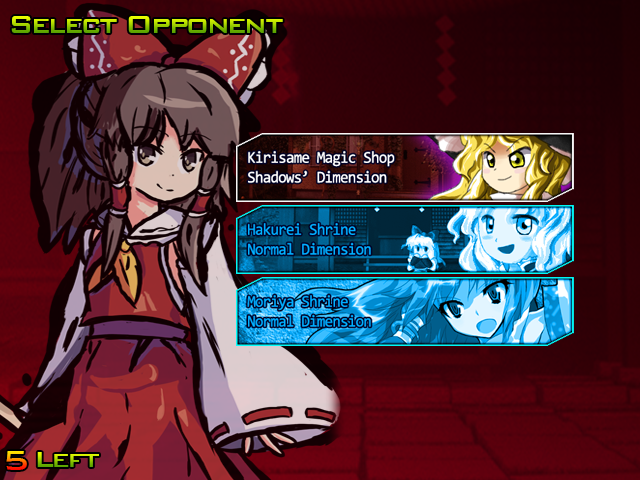 Select Opponent
Kirisame Magic Shop
Shadows' Dimension
Hakurei Shrine
Normal Dimension
Moriya Shrine
Normal Dimension
5 Left